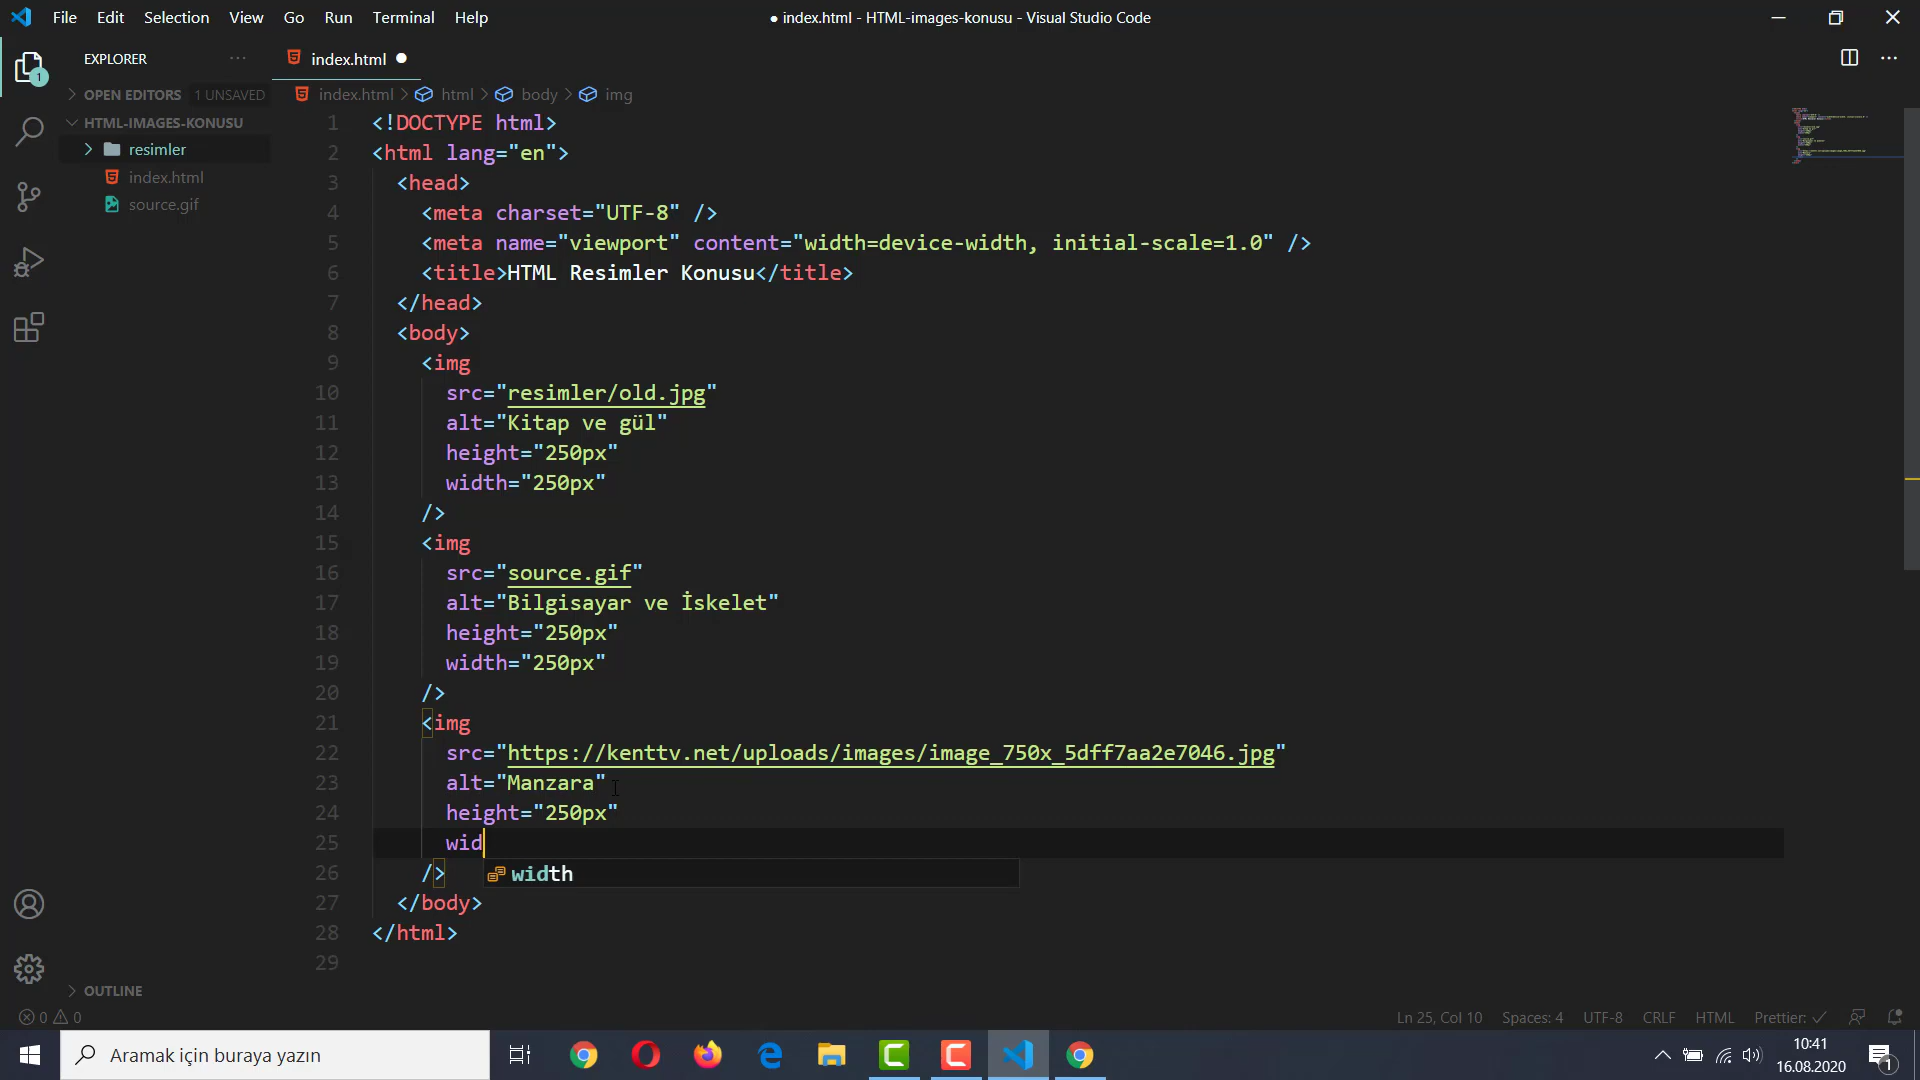 File Edit Selection View Go Run Terminal Help
● index.html - HTML-images-konusu - Visual Studio Code
EXPLORER
index.html
OPEN EDITORS 1 UNSAVED
index.html > html > body > img
HTML-IMAGES-KONUSU
resimler
index.html
source.gif
1
1 <!DOCTYPE html>
2 <html lang="en">
3 <head>
4 <meta charset="UTF-8" />
5 <meta name="viewport" content="width=device-width, initial-scale=1.0" />
6 <title>HTML Resimler Konusu</title>
7 </head>
8 <body>
9 <img
10 src="resimler/old.jpg"
11 alt="Kitap ve gül"
12 height="250px"
13 width="250px"
14 />
15 <img
16 src="source.gif"
17 alt="Bilgisayar ve İskelet"
18 height="250px"
19 width="250px"
20 />
21 <img
22 src="https://kenttv.net/uploads/images/image_750x_5dff7aa2e7046.jpg"
23 alt="Manzara"
24 height="250px"
25 wid
26 />
width
27 </body>
28 </html>
29
OUTLINE
0 0
Ln 25, Col 10 Spaces: 4 UTF-8 CRLF HTML Prettier: ✓
Aramak için buraya yazın
10:41
16.08.2020
1